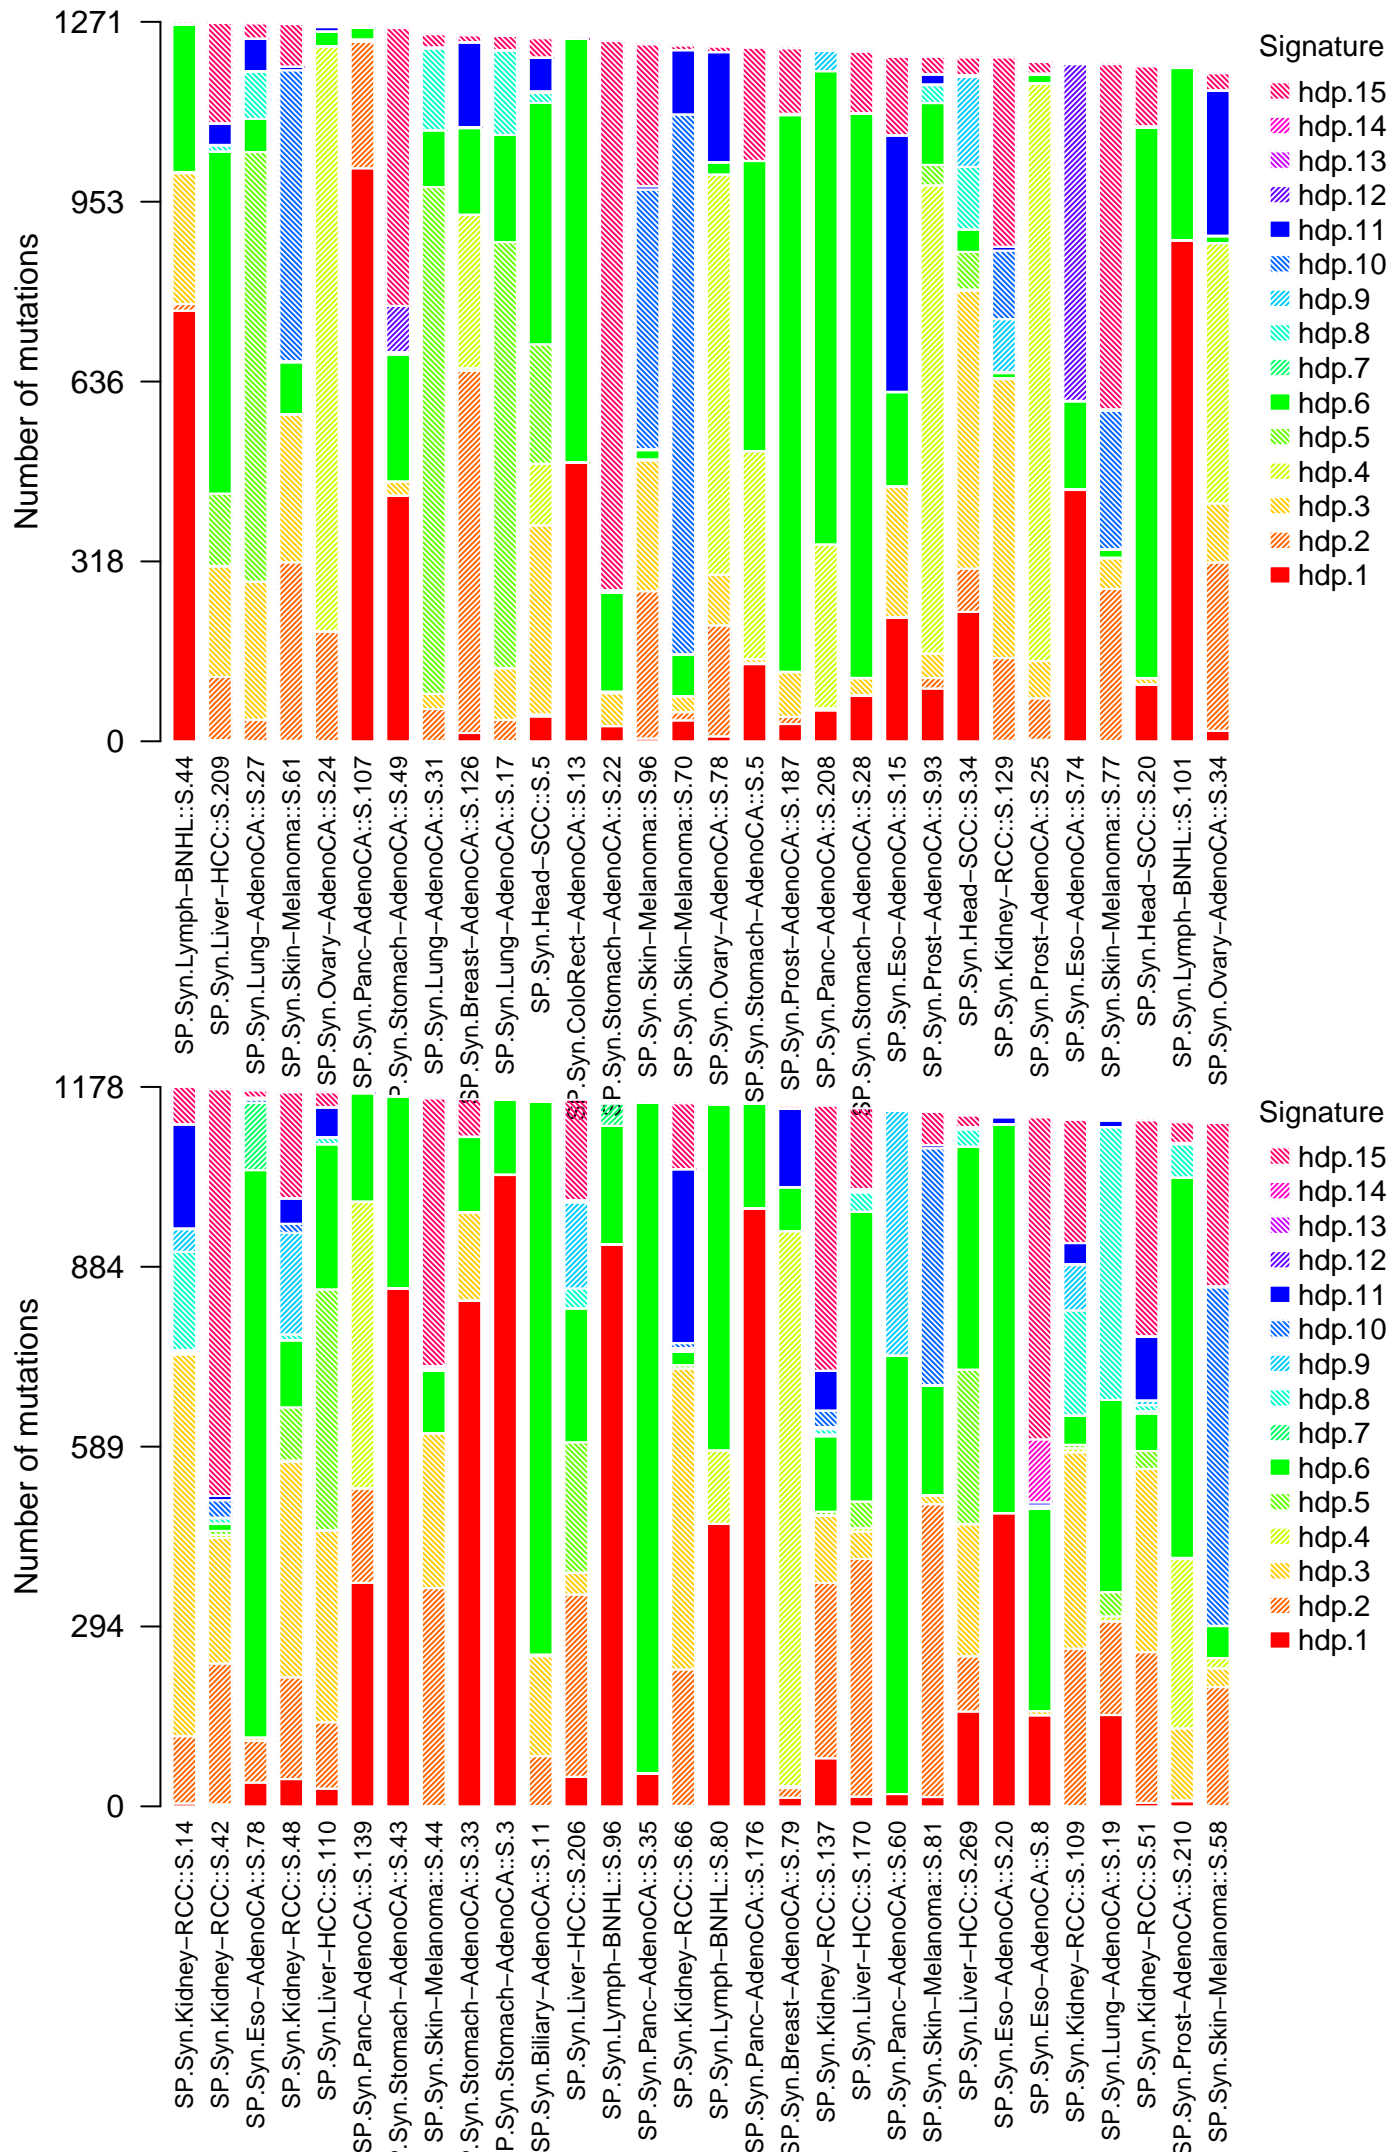 1271
953
636
318
0
Number of mutations
Signature
hdp.15
hdp.14
hdp.13
hdp.12
hdp.11
hdp.10
hdp.9
hdp.8
hdp.7
hdp.6
hdp.5
hdp.4
hdp.3
hdp.2
hdp.1
SP.Syn.Lymph−BNHL::S.44
SP.Syn.Liver−HCC::S.209
SP.Syn.Lung−AdenoCA::S.27
SP.Syn.Skin−Melanoma::S.61
SP.Syn.Ovary−AdenoCA::S.24
SP.Syn.Panc−AdenoCA::S.107
P.Syn.Stomach−AdenoCA::S.49
SP.Syn.Lung−AdenoCA::S.31
SP.Syn.Breast−AdenoCA::S.126
SP.Syn.Lung−AdenoCA::S.17
SP.Syn.Head−SCC::S.5
SP.Syn.ColoRect−AdenoCA::S.13
SP.Syn.Stomach−AdenoCA::S.22
SP.Syn.Skin−Melanoma::S.96
SP.Syn.Skin−Melanoma::S.70
SP.Syn.Ovary−AdenoCA::S.78
SP.Syn.Stomach−AdenoCA::S.5
SP.Syn.Prost−AdenoCA::S.187
SP.Syn.Panc−AdenoCA::S.208
SP.Syn.Stomach−AdenoCA::S.28
SP.Syn.Eso−AdenoCA::S.15
SP.Syn.Prost−AdenoCA::S.93
SP.Syn.Head−SCC::S.34
SP.Syn.Kidney−RCC::S.129
SP.Syn.Prost−AdenoCA::S.25
SP.Syn.Eso−AdenoCA::S.74
SP.Syn.Skin−Melanoma::S.77
SP.Syn.Head−SCC::S.20
SP.Syn.Lymph−BNHL::S.101
SP.Syn.Ovary−AdenoCA::S.34
1178
884
589
294
0
Number of mutations
Signature
hdp.15
hdp.14
hdp.13
hdp.12
hdp.11
hdp.10
hdp.9
hdp.8
hdp.7
hdp.6
hdp.5
hdp.4
hdp.3
hdp.2
hdp.1
SP.Syn.Kidney−RCC::S.14
SP.Syn.Kidney−RCC::S.42
SP.Syn.Eso−AdenoCA::S.78
SP.Syn.Kidney−RCC::S.48
SP.Syn.Liver−HCC::S.110
SP.Syn.Panc−AdenoCA::S.139
P.Syn.Stomach−AdenoCA::S.43
SP.Syn.Skin−Melanoma::S.44
SP.Syn.Stomach−AdenoCA::S.33
P.Syn.Stomach−AdenoCA::S.3
SP.Syn.Biliary−AdenoCA::S.11
SP.Syn.Liver−HCC::S.206
SP.Syn.Lymph−BNHL::S.96
SP.Syn.Panc−AdenoCA::S.35
SP.Syn.Kidney−RCC::S.66
SP.Syn.Lymph−BNHL::S.80
SP.Syn.Panc−AdenoCA::S.176
SP.Syn.Breast−AdenoCA::S.79
SP.Syn.Kidney−RCC::S.137
SP.Syn.Liver−HCC::S.170
SP.Syn.Panc−AdenoCA::S.60
SP.Syn.Skin−Melanoma::S.81
SP.Syn.Liver−HCC::S.269
SP.Syn.Eso−AdenoCA::S.20
SP.Syn.Eso−AdenoCA::S.8
SP.Syn.Kidney−RCC::S.109
SP.Syn.Lung−AdenoCA::S.19
SP.Syn.Kidney−RCC::S.51
SP.Syn.Prost−AdenoCA::S.210
SP.Syn.Skin−Melanoma::S.58